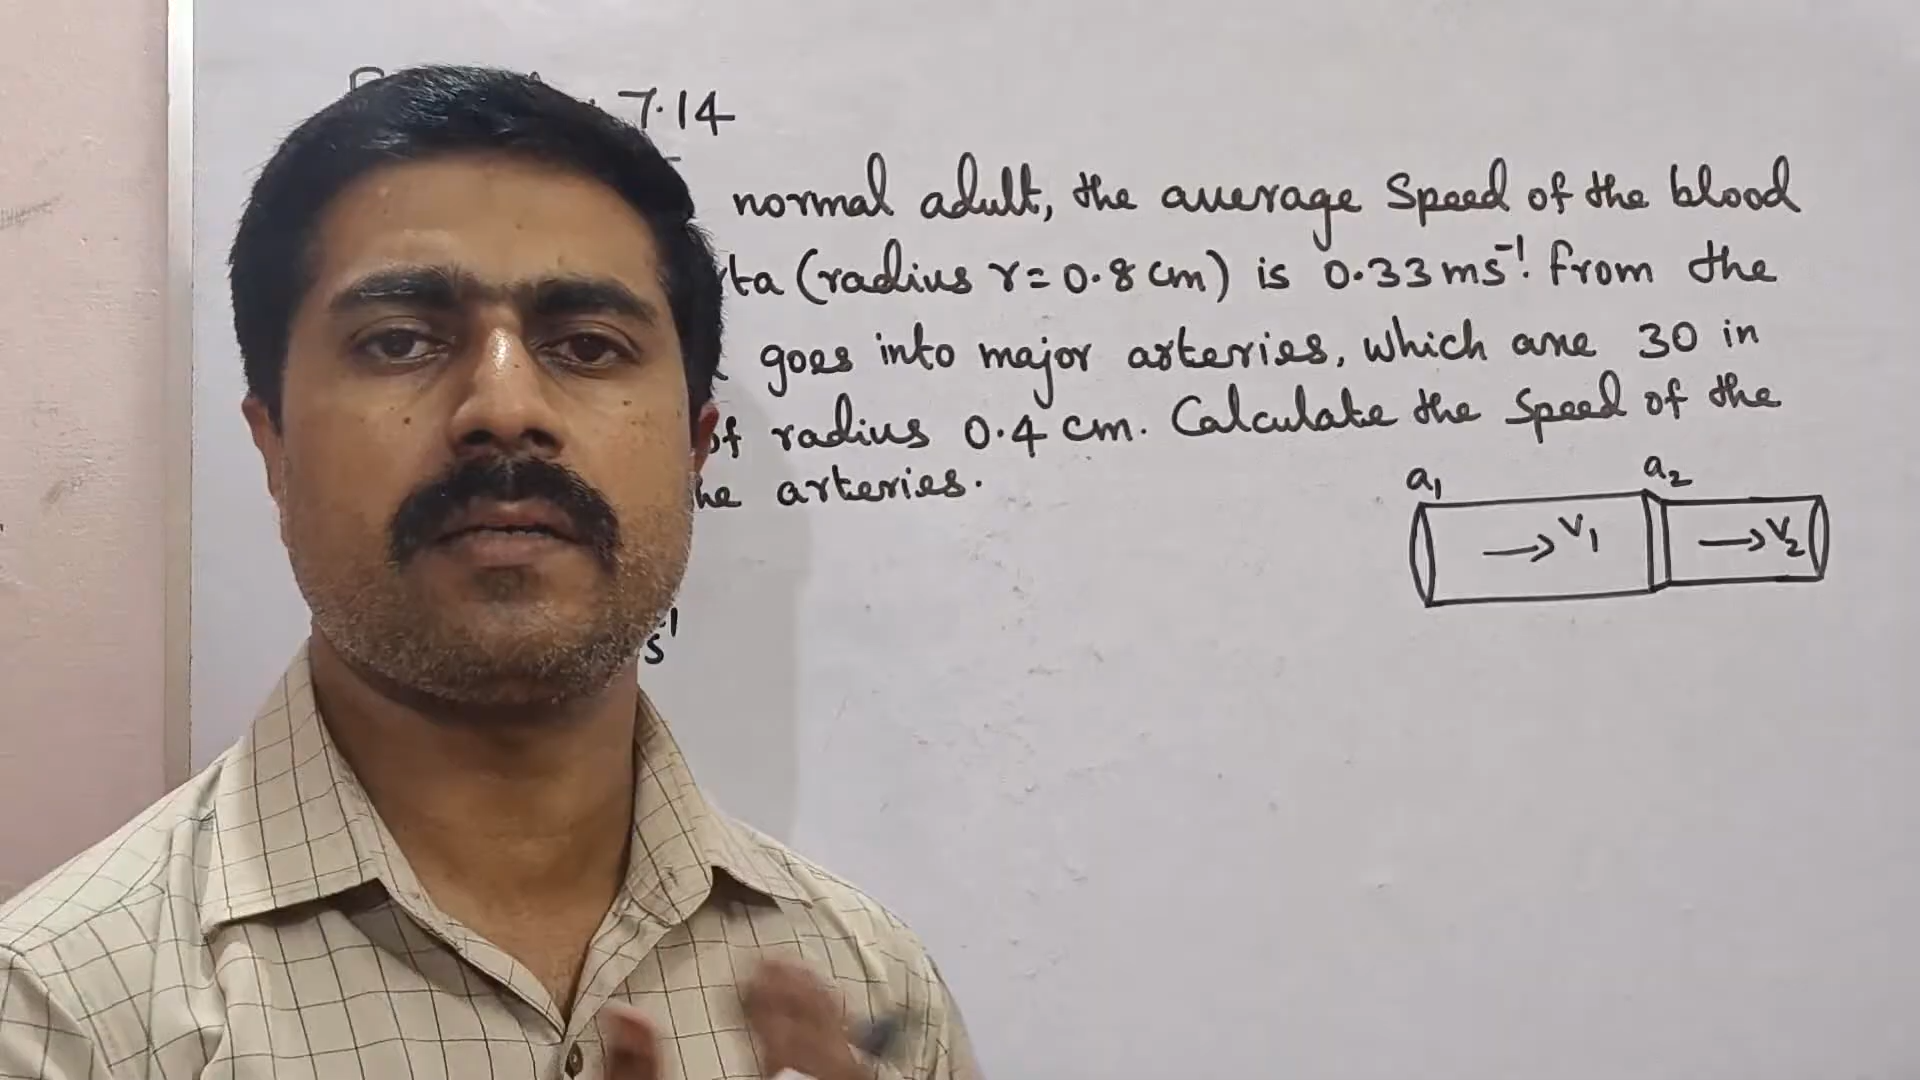 7.14
normal adult, the average speed of the blood
(radius r = 0.8 cm) is 0.33 ms⁻¹. From the
goes into major arteries, which are 30 in
of radius 0.4 cm. Calculate the speed of the
arteries.
a₁ a₂
→ v₁ → v₂
s⁻¹